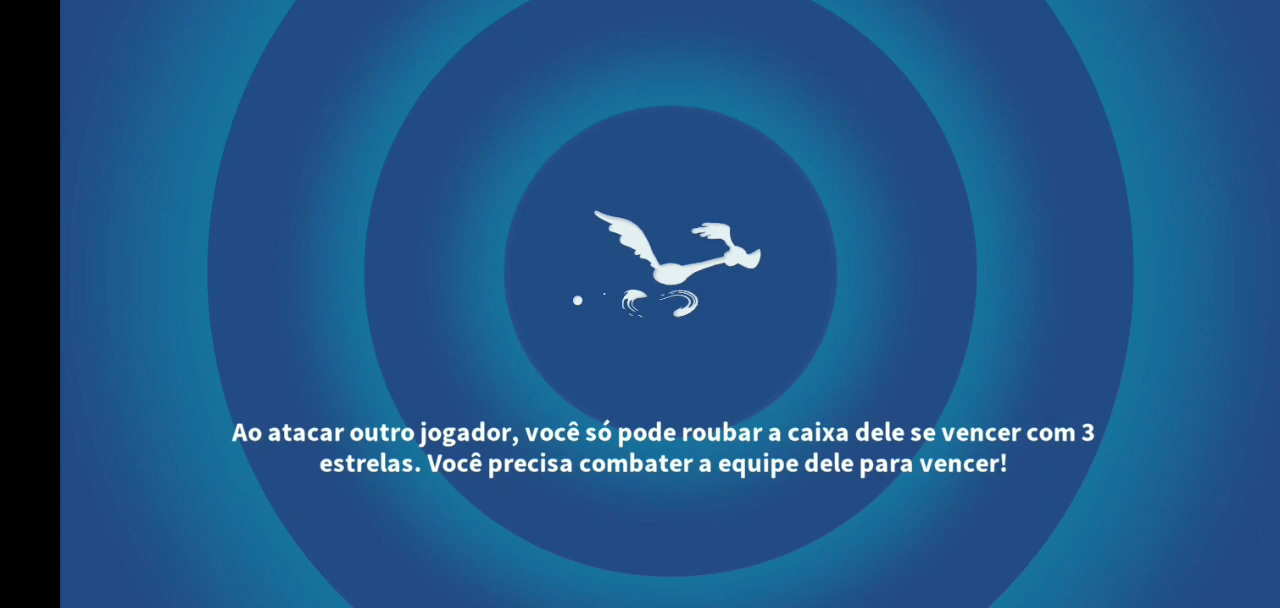 Ao atacar outro jogador, você só pode roubar a caixa dele se vencer com 3
estrelas. Você precisa combater a equipe dele para vencer!